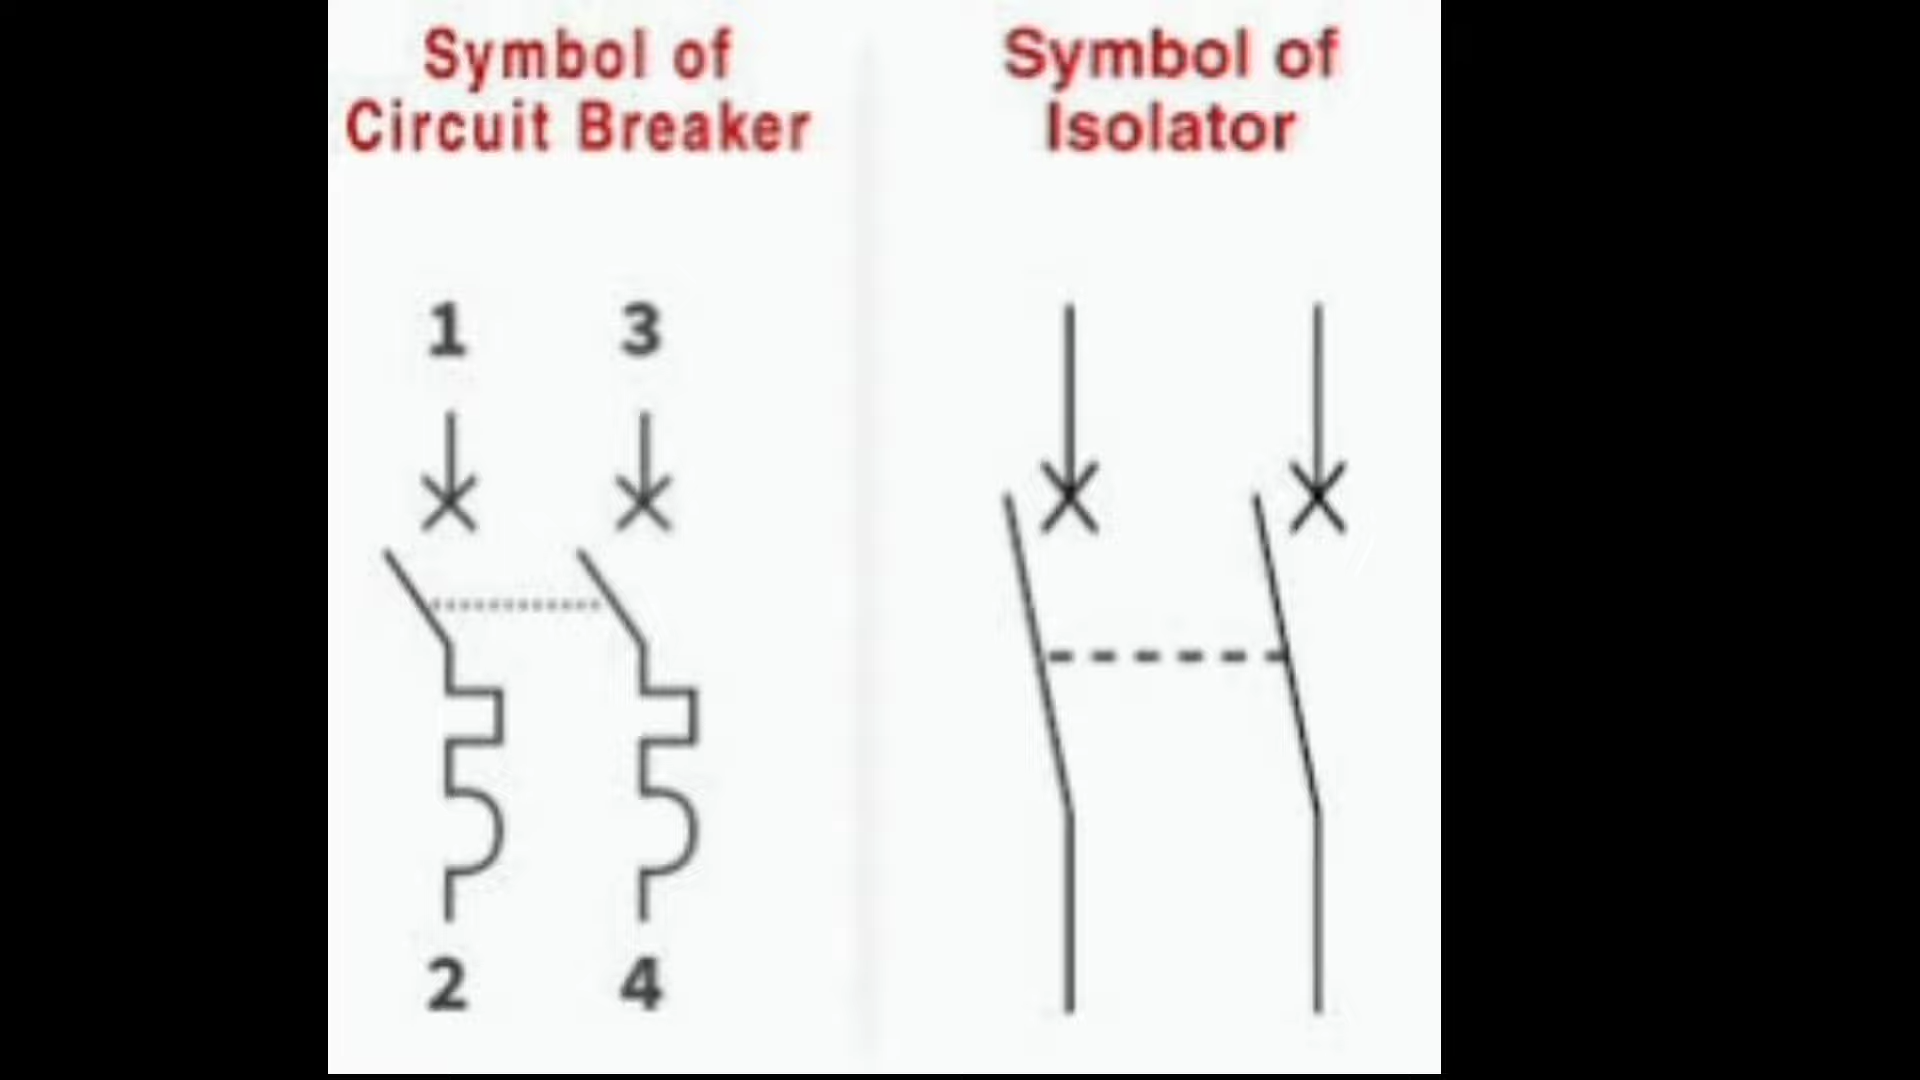 Symbol of
Circuit Breaker
Symbol of
Isolator
1 3
2 4